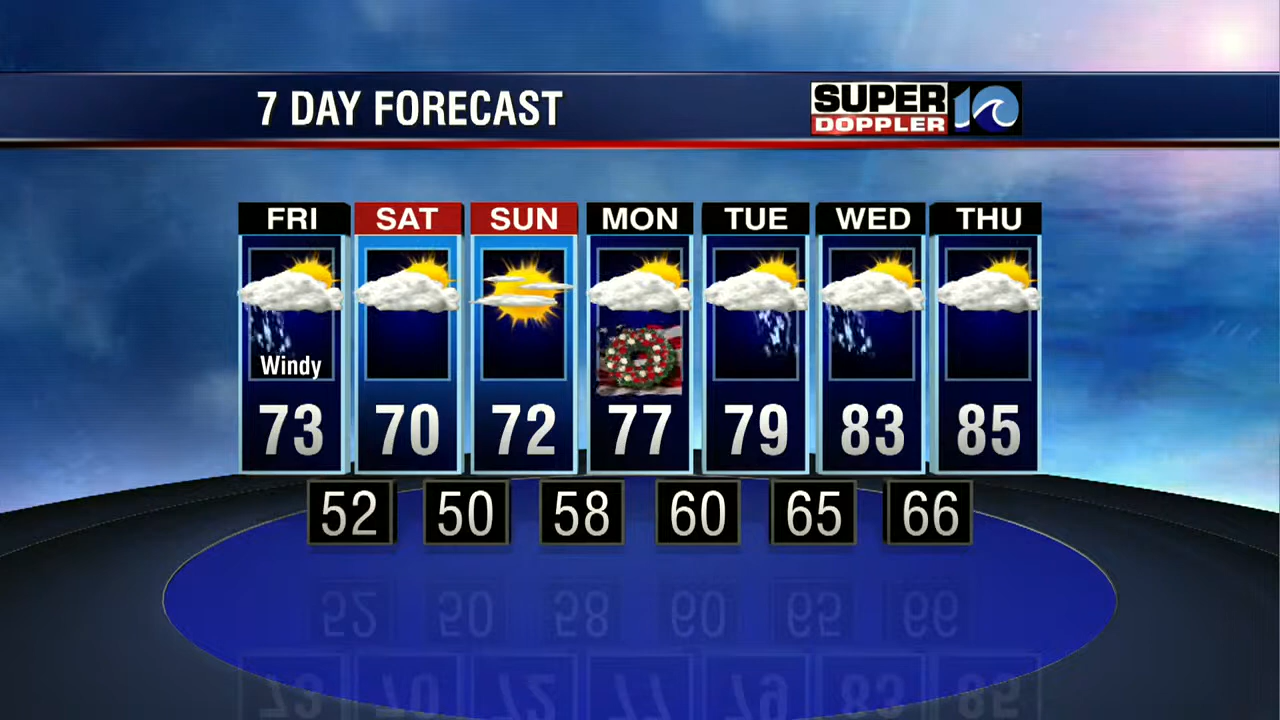 7 DAY FORECAST
SUPER DOPPLER 10
FRI SAT SUN MON TUE WED THU
Windy
73 70 72 77 79 83 85
52 50 58 60 65 66